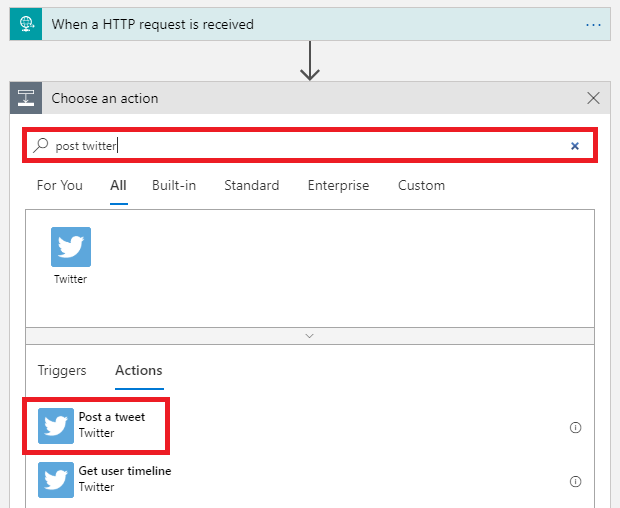 When a HTTP request is received
Choose an action
post twitter
For You All Built-in Standard Enterprise Custom
Twitter
Triggers Actions
Post a tweet
Twitter
Get user timeline
Twitter